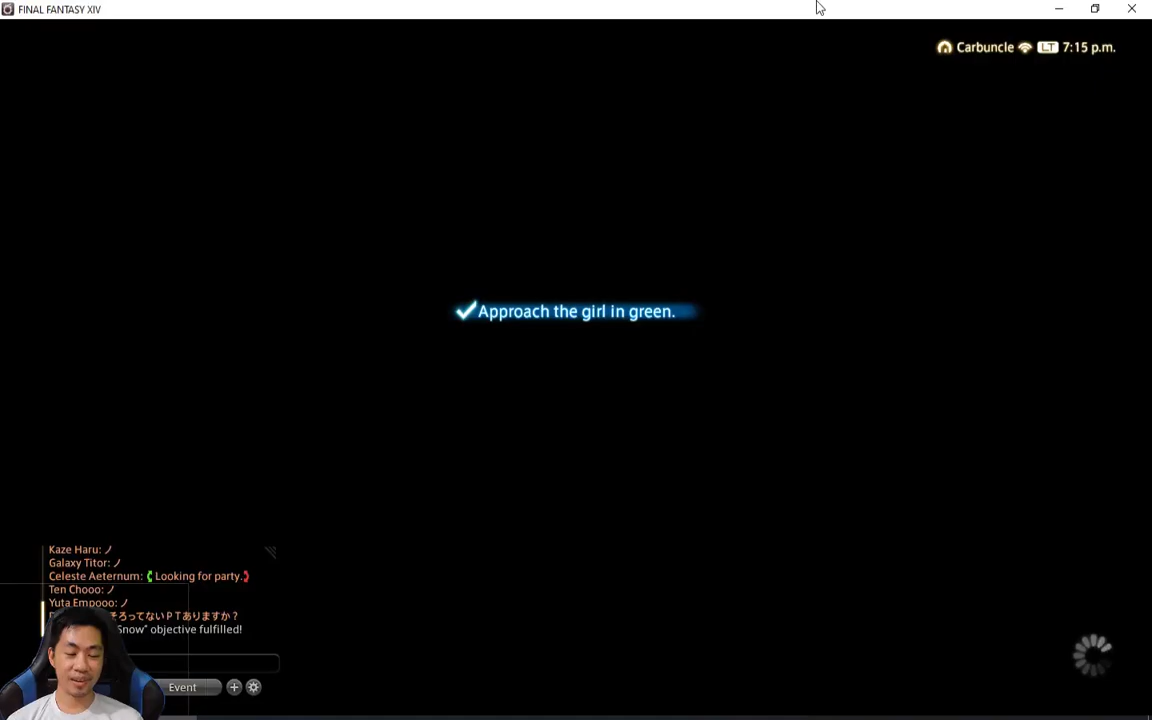 FINAL FANTASY XIV
Carbuncle LT 7:15 p.m.
Approach the girl in green.
Kaze Haru: ノ
Galaxy Titor: ノ
Celeste Aeternum: Looking for party.
Ten Chooo: ノ
Yuta Empooo: ノ
そろってないＰＴありますか？
Snow" objective fulfilled!
Event